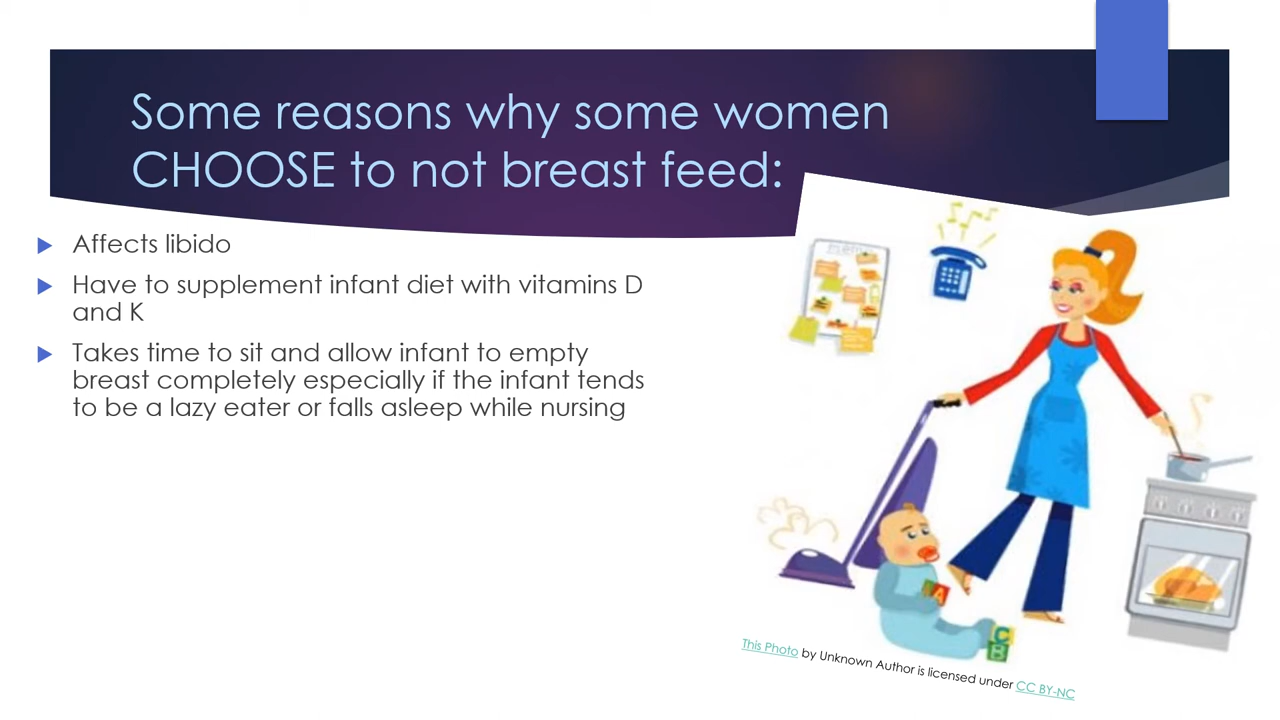 Some reasons why some women
CHOOSE to not breast feed:
Affects libido
Have to supplement infant diet with vitamins D
and K
Takes time to sit and allow infant to empty
breast completely especially if the infant tends
to be a lazy eater or falls asleep while nursing
A
C
B
This Photo by Unknown Author is licensed under CC BY-NC